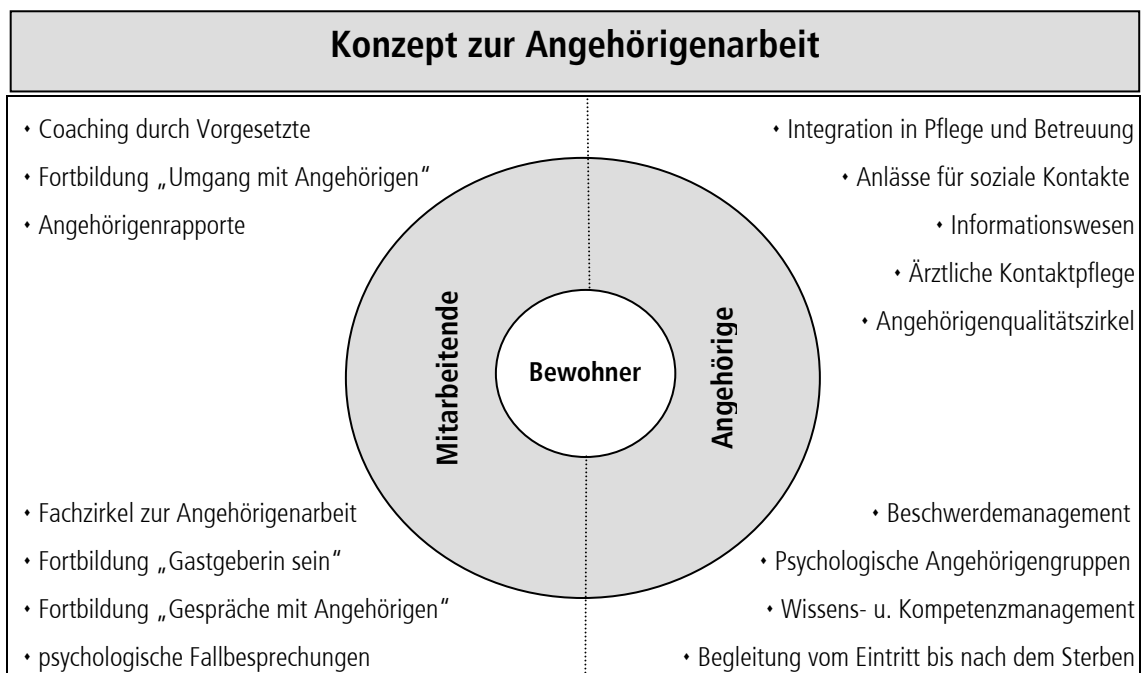 Konzept zur Angehörigenarbeit
• Coaching durch Vorgesetzte
• Fortbildung „Umgang mit Angehörigen“
• Angehörigenrapporte
• Integration in Pflege und Betreuung
• Anlässe für soziale Kontakte
• Informationswesen
• Ärztliche Kontaktpflege
• Angehörigenqualitätszirkel
Mitarbeitende
Bewohner
Angehörige
• Fachzirkel zur Angehörigenarbeit
• Fortbildung „Gastgeberin sein“
• Fortbildung „Gespräche mit Angehörigen“
• psychologische Fallbesprechungen
• Beschwerdemanagement
• Psychologische Angehörigengruppen
• Wissens- u. Kompetenzmanagement
• Begleitung vom Eintritt bis nach dem Sterben